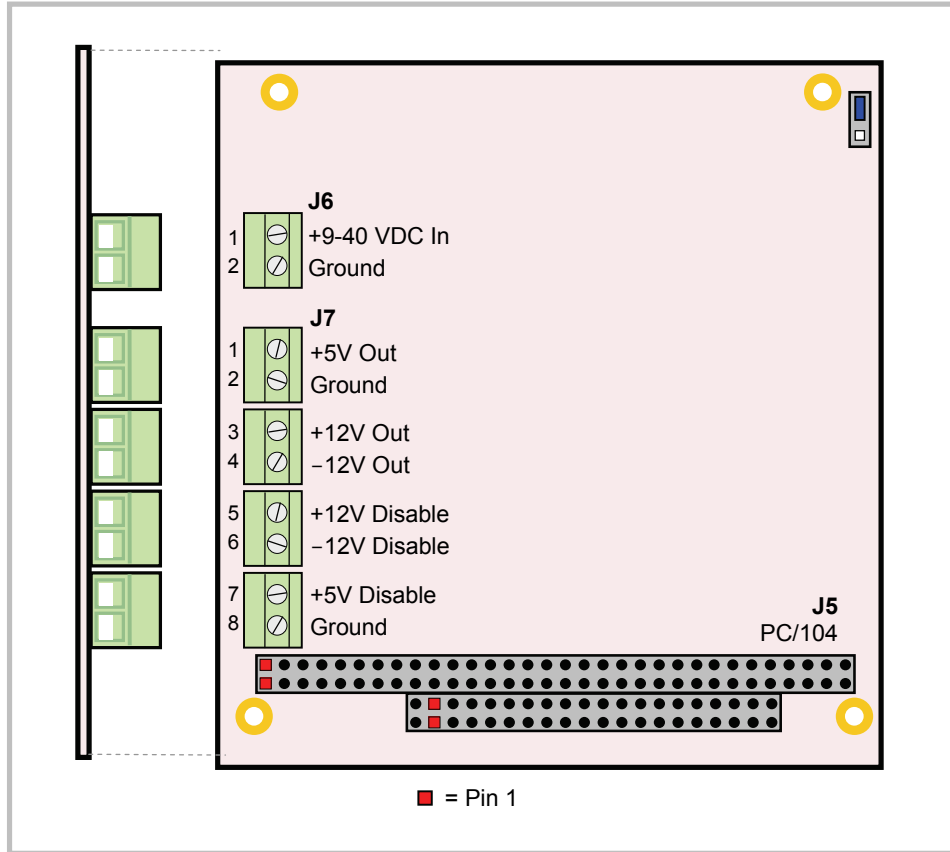 J6
1 +9-40 VDC In
2 Ground
J7
1 +5V Out
2 Ground
3 +12V Out
4 −12V Out
5 +12V Disable
6 −12V Disable
7 +5V Disable
8 Ground
J5
PC/104
= Pin 1